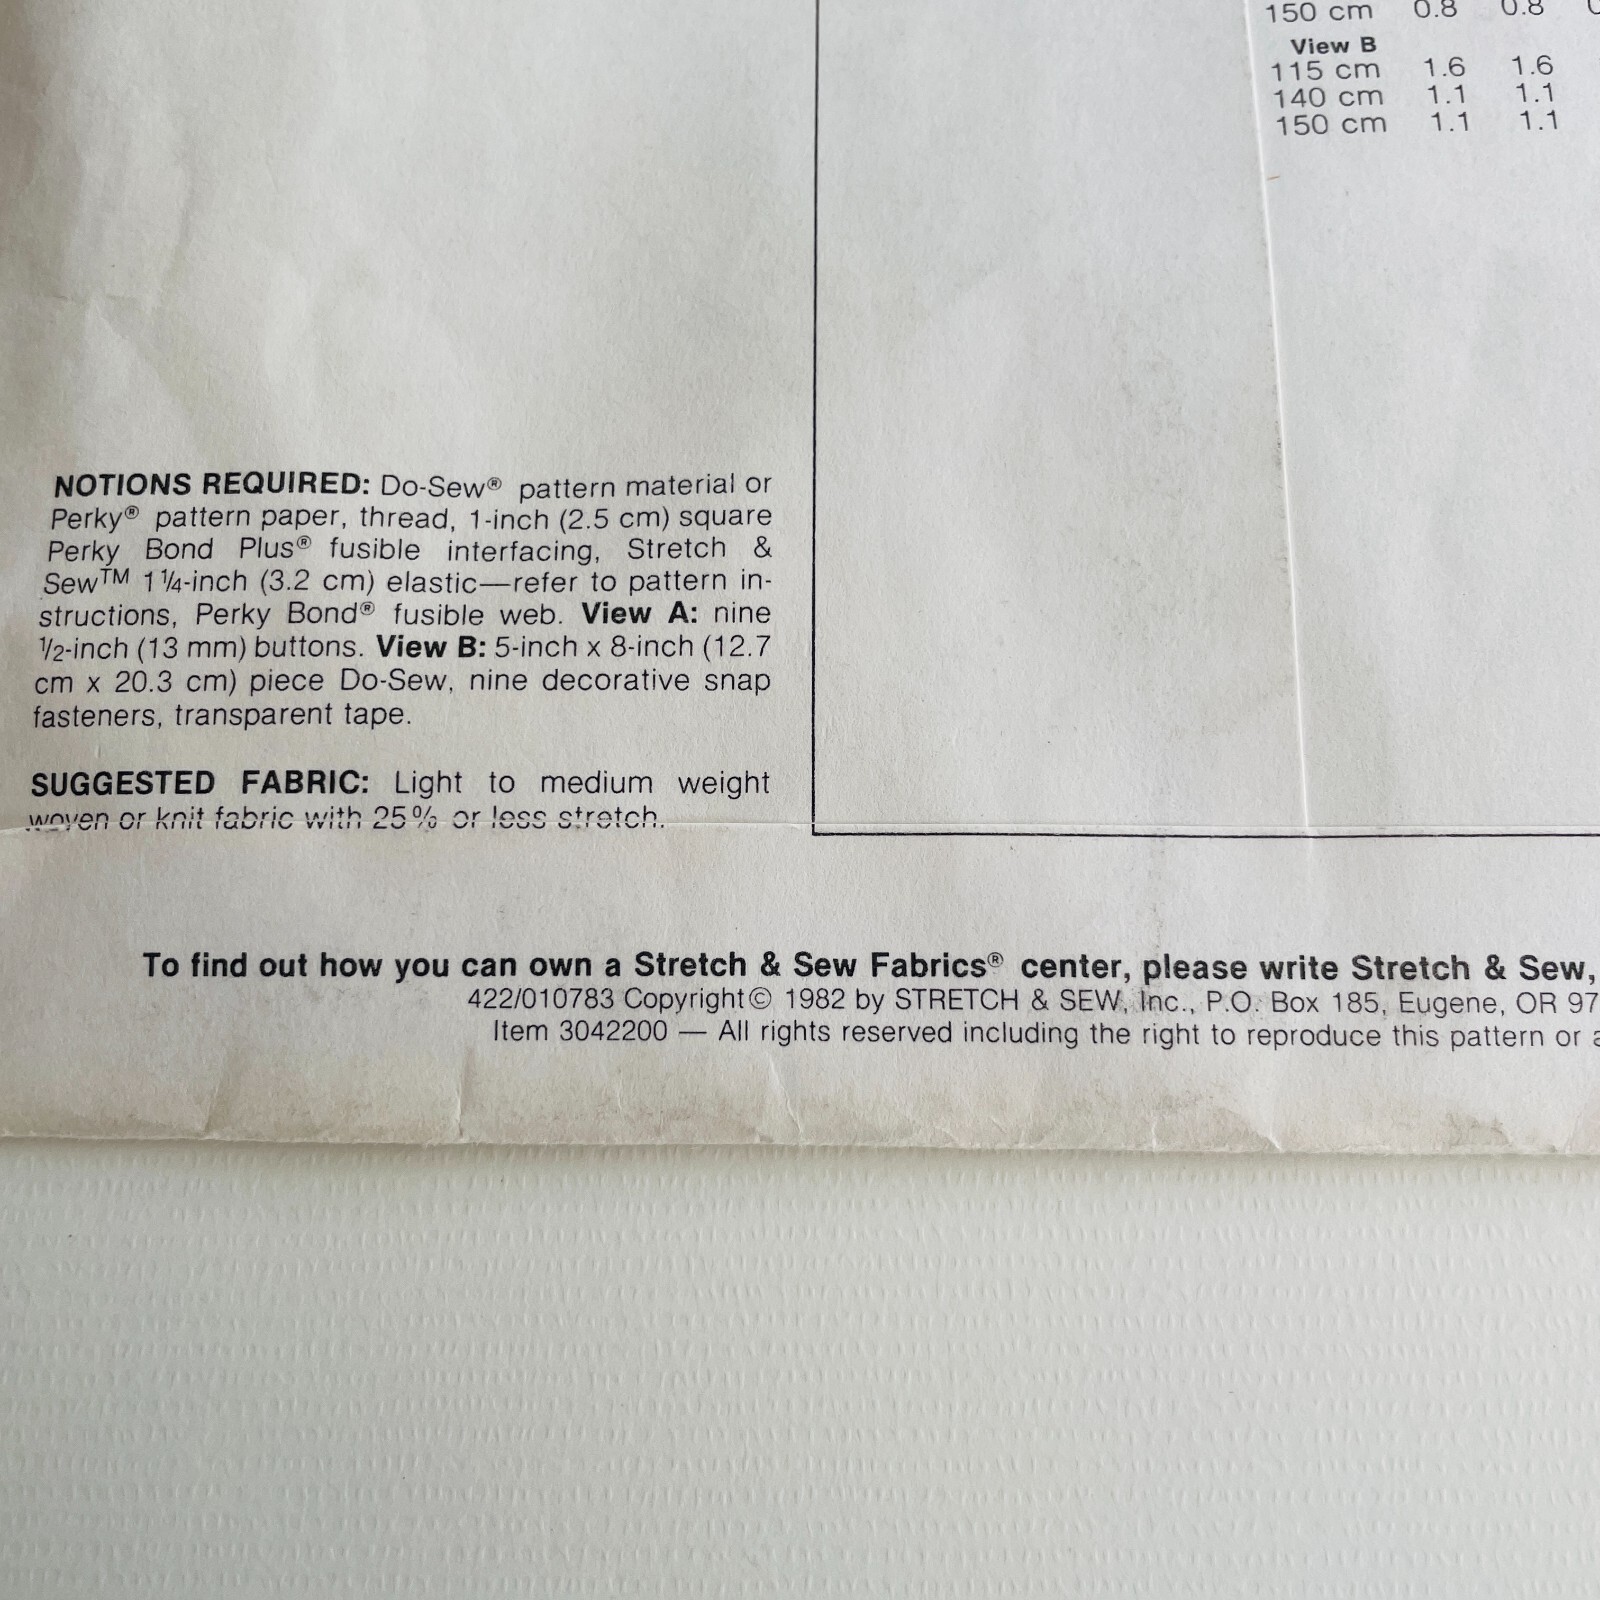 150 cm 0.8 0.8
View B
115 cm 1.6 1.6
140 cm 1.1 1.1
150 cm 1.1 1.1
NOTIONS REQUIRED: Do-Sew® pattern material or
Perky® pattern paper, thread, 1-inch (2.5 cm) square
Perky Bond Plus® fusible interfacing, Stretch &
Sew™ 1¼-inch (3.2 cm) elastic—refer to pattern in-
structions, Perky Bond® fusible web. View A: nine
½-inch (13 mm) buttons. View B: 5-inch x 8-inch (12.7
cm x 20.3 cm) piece Do-Sew, nine decorative snap
fasteners, transparent tape.
SUGGESTED FABRIC: Light to medium weight
woven or knit fabric with 25% or less stretch.
To find out how you can own a Stretch & Sew Fabrics® center, please write Stretch & Sew,
422/010783 Copyright© 1982 by STRETCH & SEW, Inc., P.O. Box 185, Eugene, OR 97
Item 3042200 — All rights reserved including the right to reproduce this pattern or